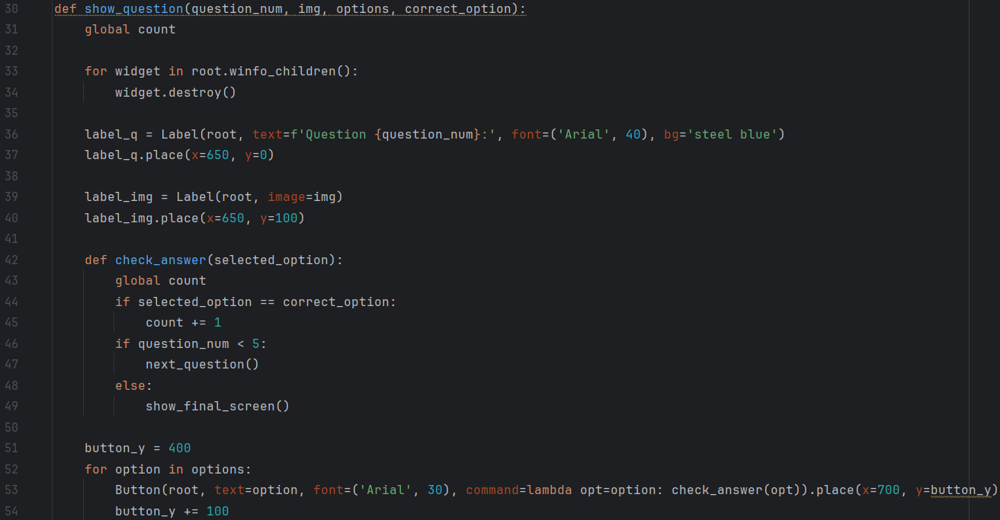 30 def show_question(question_num, img, options, correct_option):
31     global count
32
33     for widget in root.winfo_children():
34         widget.destroy()
35
36     label_q = Label(root, text=f'Question {question_num}:', font=('Arial', 40), bg='steel blue')
37     label_q.place(x=650, y=0)
38
39     label_img = Label(root, image=img)
40     label_img.place(x=650, y=100)
41
42     def check_answer(selected_option):
43         global count
44         if selected_option == correct_option:
45             count += 1
46         if question_num < 5:
47             next_question()
48         else:
49             show_final_screen()
50
51     button_y = 400
52     for option in options:
53         Button(root, text=option, font=('Arial', 30), command=lambda opt=option: check_answer(opt)).place(x=700, y=button_y)
54         button_y += 100